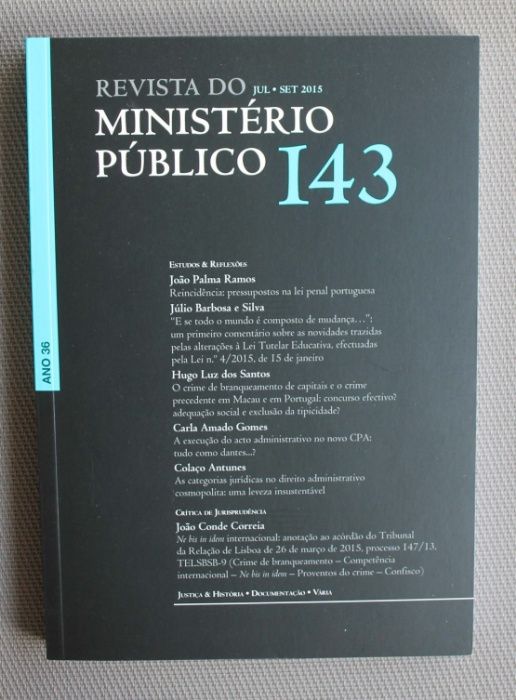 REVISTA DO JUL • SET 2015
MINISTÉRIO
PÚBLICO 143
ESTUDOS & REFLEXÕES
João Palma Ramos
Reincidência: pressupostos na lei penal portuguesa
Júlio Barbosa e Silva
"E se todo o mundo é composto de mudança…":
um primeiro comentário sobre as novidades trazidas
pelas alterações à Lei Tutelar Educativa, efectuadas
pela Lei n.º 4/2015, de 15 de janeiro
Hugo Luz dos Santos
O crime de branqueamento de capitais e o crime
precedente em Macau e em Portugal: concurso efectivo?
adequação social e exclusão da tipicidade?
Carla Amado Gomes
A execução do acto administrativo no novo CPA:
tudo como dantes...?
Colaço Antunes
As categorias jurídicas no direito administrativo
cosmopolita: uma leveza insustentável
CRÍTICA DE JURISPRUDÊNCIA
João Conde Correia
Ne bis in idem internacional: anotação ao acórdão do Tribunal
da Relação de Lisboa de 26 de março de 2015, processo 147/13.
TELSBSB-9 (Crime de branqueamento – Competência
internacional – Ne bis in idem – Proventos do crime – Confisco)
JUSTIÇA & HISTÓRIA • DOCUMENTAÇÃO • VÁRIA
ANO 36